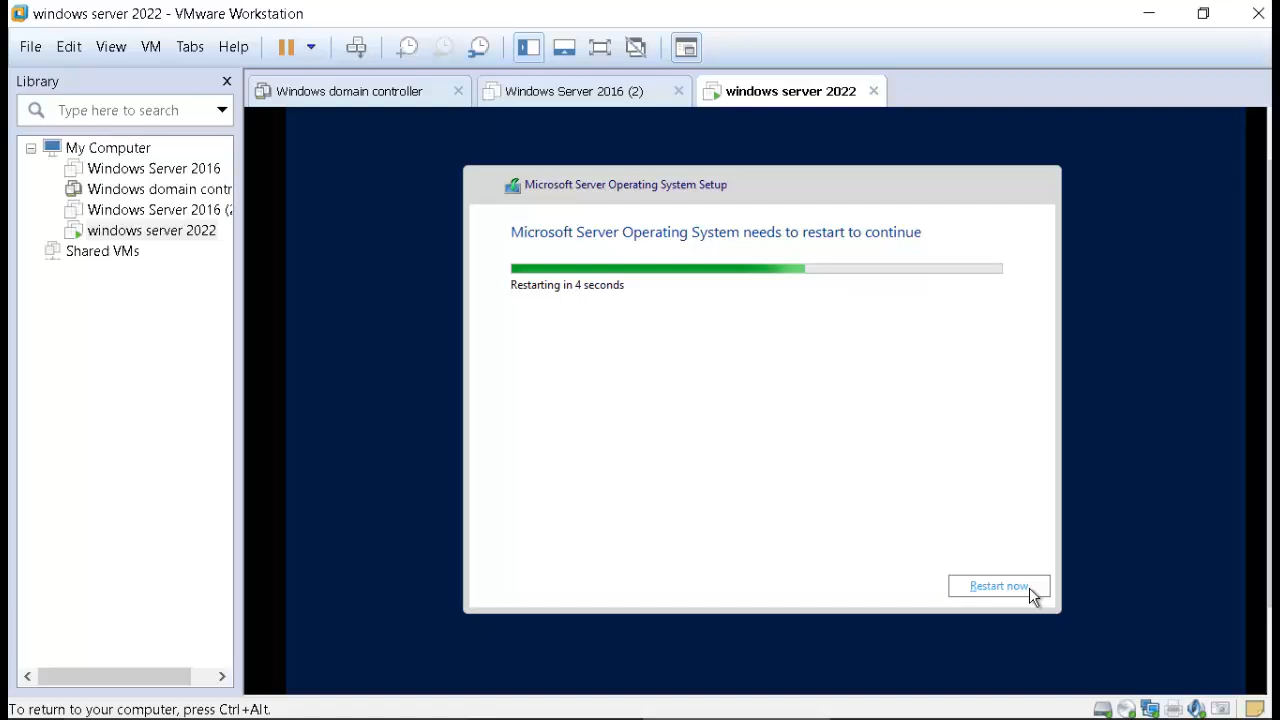 windows server 2022 - VMware Workstation
File Edit View VM Tabs Help
Library
Type here to search
My Computer
Windows Server 2016
Windows domain contr
Windows Server 2016 (2
windows server 2022
Shared VMs
Windows domain controller
Windows Server 2016 (2)
windows server 2022
Microsoft Server Operating System Setup
Microsoft Server Operating System needs to restart to continue
Restarting in 4 seconds
Restart now
To return to your computer, press Ctrl+Alt.